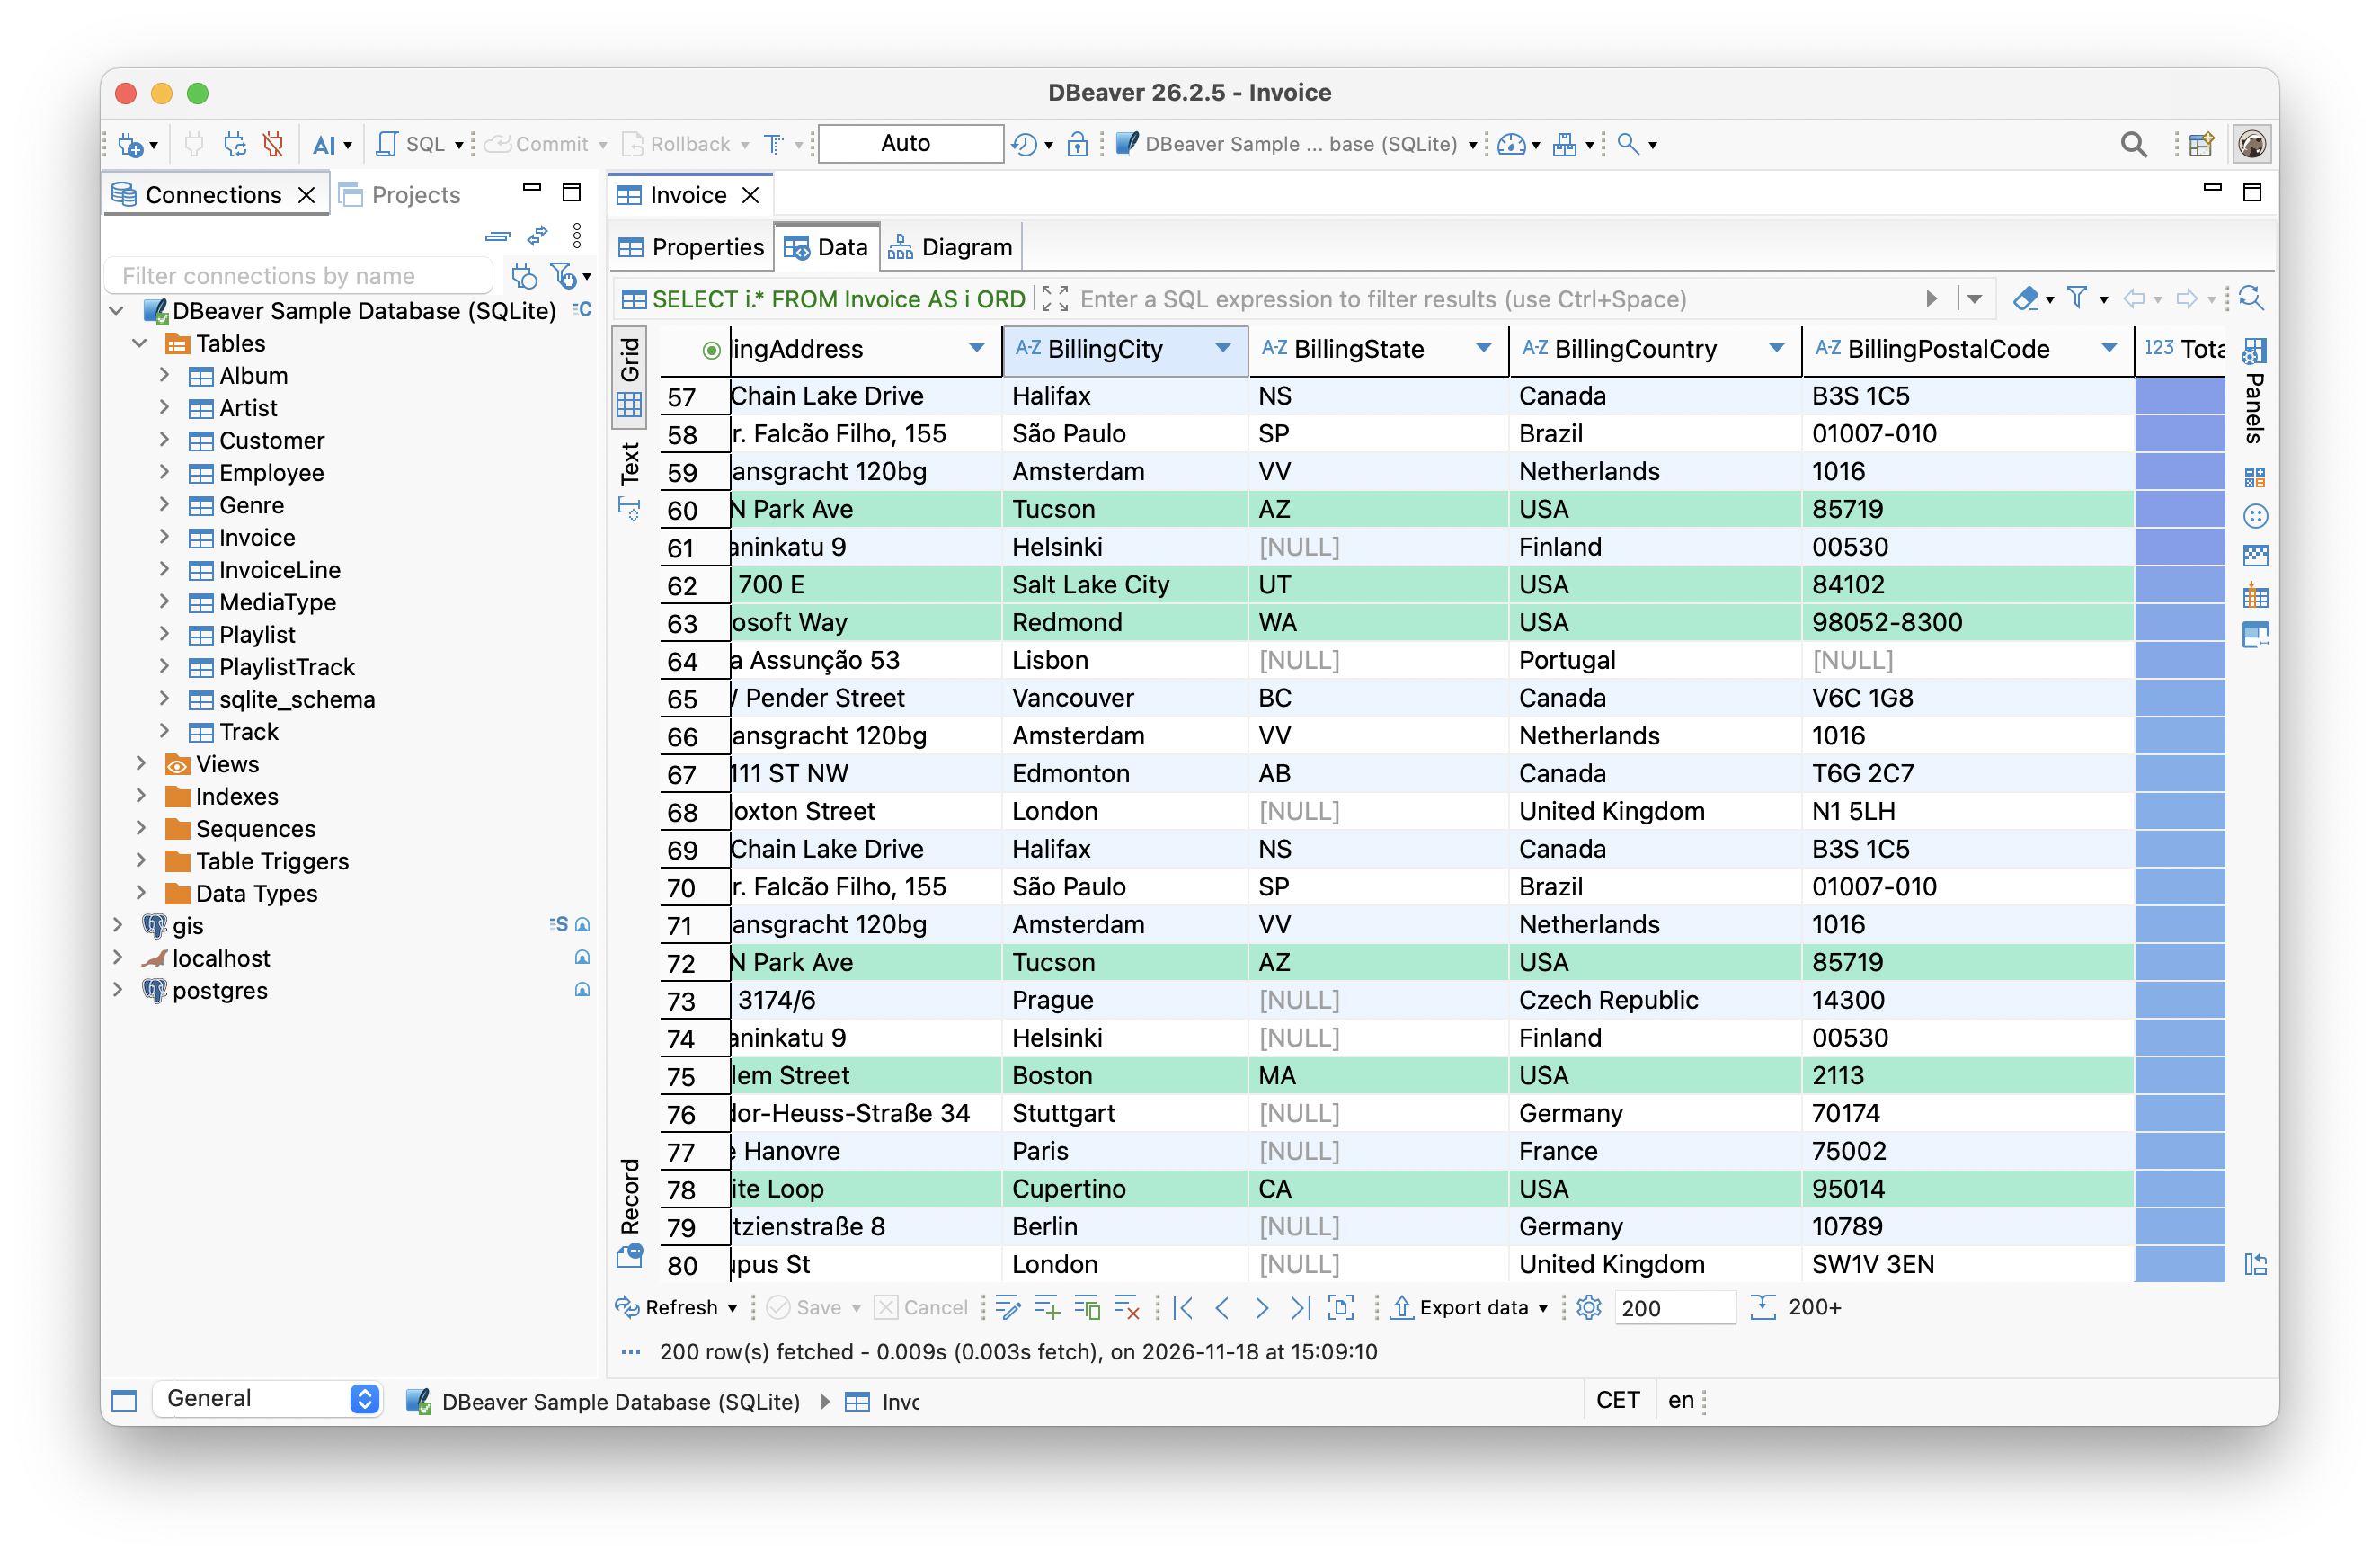 DBeaver 26.2.5 - Invoice
AI SQL Commit Rollback Auto DBeaver Sample ... base (SQLite)
Connections Projects
Filter connections by name
DBeaver Sample Database (SQLite)
Tables
Album
Artist
Customer
Employee
Genre
Invoice
InvoiceLine
MediaType
Playlist
PlaylistTrack
sqlite_schema
Track
Views
Indexes
Sequences
Table Triggers
Data Types
gis
localhost
postgres
Invoice
Properties Data Diagram
SELECT i.* FROM Invoice AS i ORD Enter a SQL expression to filter results (use Ctrl+Space)
Grid
Text
Record
Panels
ingAddress A-Z BillingCity A-Z BillingState A-Z BillingCountry A-Z BillingPostalCode 123 Tota
57 Chain Lake Drive Halifax NS Canada B3S 1C5
58 r. Falcão Filho, 155 São Paulo SP Brazil 01007-010
59 ansgracht 120bg Amsterdam VV Netherlands 1016
60 N Park Ave Tucson AZ USA 85719
61 aninkatu 9 Helsinki [NULL] Finland 00530
62 700 E Salt Lake City UT USA 84102
63 osoft Way Redmond WA USA 98052-8300
64 a Assunção 53 Lisbon [NULL] Portugal [NULL]
65 Pender Street Vancouver BC Canada V6C 1G8
66 ansgracht 120bg Amsterdam VV Netherlands 1016
67 111 ST NW Edmonton AB Canada T6G 2C7
68 oxton Street London [NULL] United Kingdom N1 5LH
69 Chain Lake Drive Halifax NS Canada B3S 1C5
70 r. Falcão Filho, 155 São Paulo SP Brazil 01007-010
71 ansgracht 120bg Amsterdam VV Netherlands 1016
72 N Park Ave Tucson AZ USA 85719
73 3174/6 Prague [NULL] Czech Republic 14300
74 aninkatu 9 Helsinki [NULL] Finland 00530
75 lem Street Boston MA USA 2113
76 dor-Heuss-Straße 34 Stuttgart [NULL] Germany 70174
77 e Hanovre Paris [NULL] France 75002
78 ite Loop Cupertino CA USA 95014
79 tzienstraße 8 Berlin [NULL] Germany 10789
80 upus St London [NULL] United Kingdom SW1V 3EN
Refresh Save Cancel Export data 200 200+
200 row(s) fetched - 0.009s (0.003s fetch), on 2026-11-18 at 15:09:10
General DBeaver Sample Database (SQLite) Invo CET en